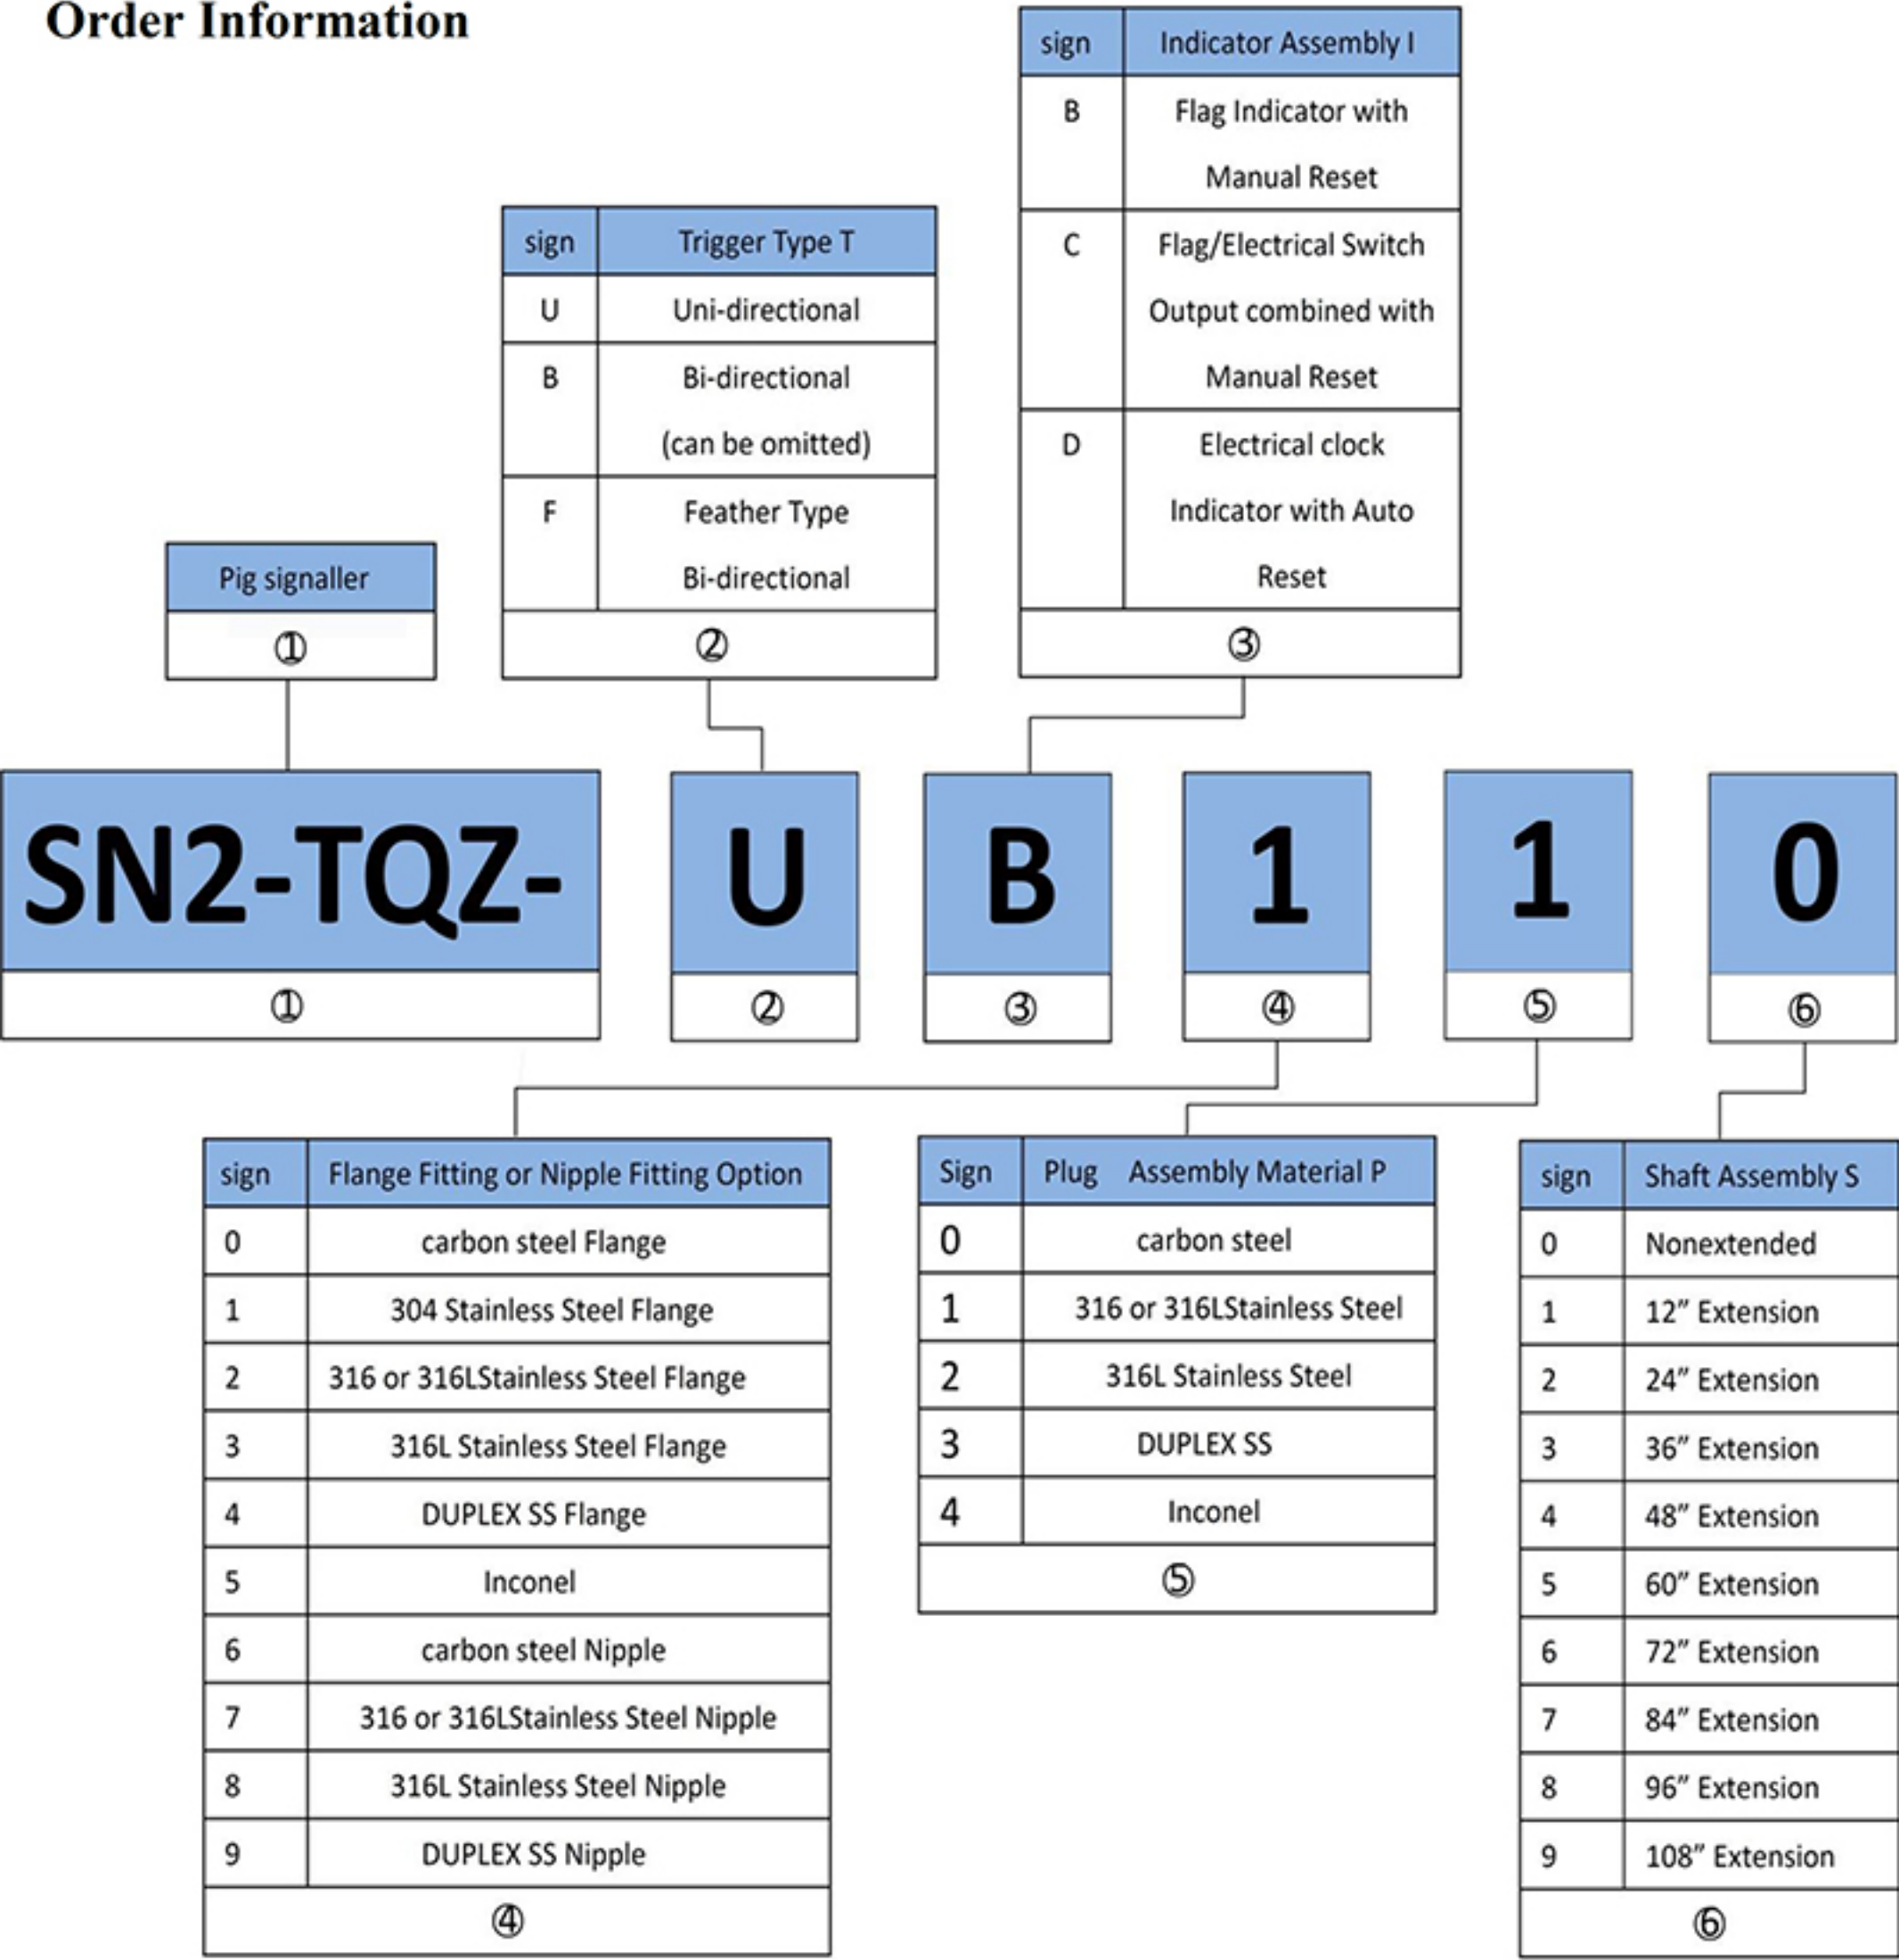 Order Information
sign Indicator Assembly I
B Flag Indicator with
Manual Reset
C Flag/Electrical Switch
Output combined with
Manual Reset
D Electrical clock
Indicator with Auto
Reset
③
sign Trigger Type T
U Uni-directional
B Bi-directional
(can be omitted)
F Feather Type
Bi-directional
②
Pig signaller
①
SN2-TQZ- U B 1 1 0
① ② ③ ④ ⑤ ⑥
sign Flange Fitting or Nipple Fitting Option
0 carbon steel Flange
1 304 Stainless Steel Flange
2 316 or 316LStainless Steel Flange
3 316L Stainless Steel Flange
4 DUPLEX SS Flange
5 Inconel
6 carbon steel Nipple
7 316 or 316LStainless Steel Nipple
8 316L Stainless Steel Nipple
9 DUPLEX SS Nipple
④
Sign Plug Assembly Material P
0 carbon steel
1 316 or 316LStainless Steel
2 316L Stainless Steel
3 DUPLEX SS
4 Inconel
⑤
sign Shaft Assembly S
0 Nonextended
1 12” Extension
2 24” Extension
3 36” Extension
4 48” Extension
5 60” Extension
6 72” Extension
7 84” Extension
8 96” Extension
9 108” Extension
⑥